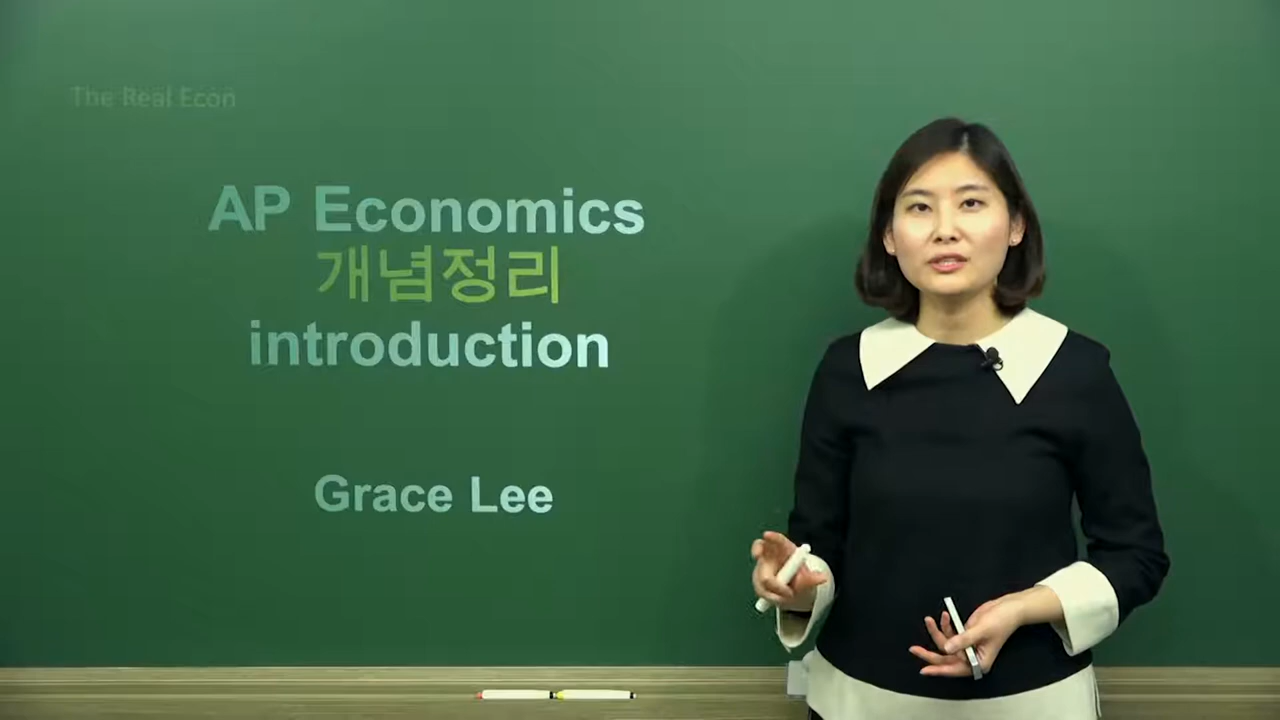 The Real Econ
AP Economics
개념정리
introduction
Grace Lee